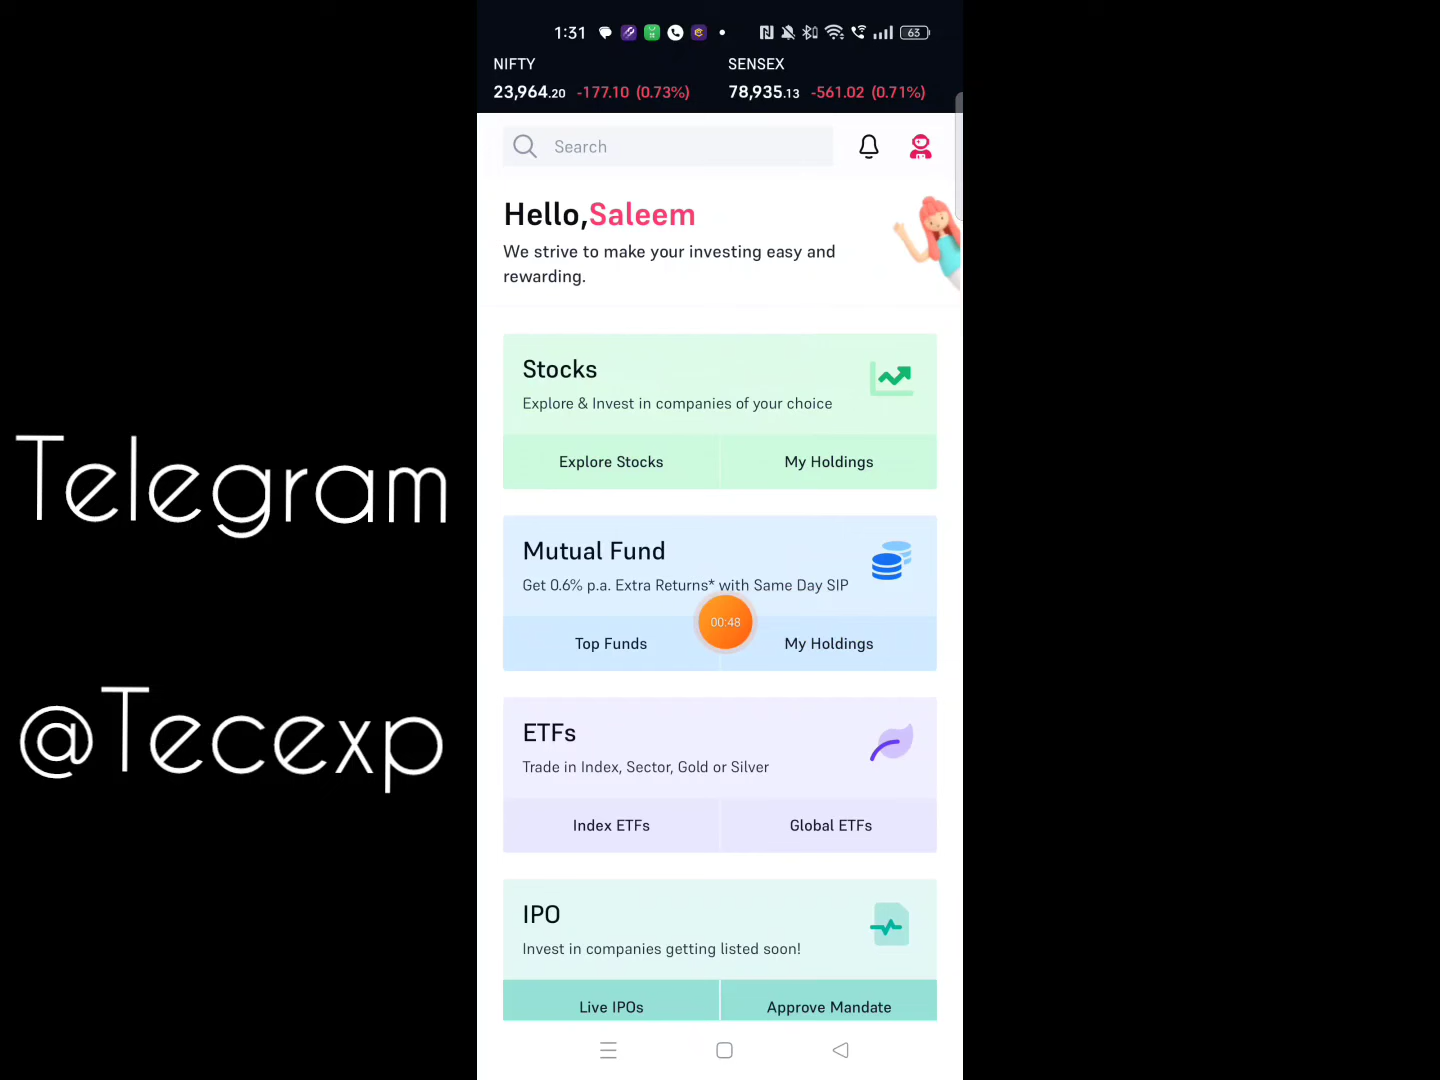 1:31
63
NIFTY
23,964.20 -177.10 (0.73%)
SENSEX
78,935.13 -561.02 (0.71%)
Search
Hello,Saleem
We strive to make your investing easy and
rewarding.
Stocks
Explore & Invest in companies of your choice
Explore Stocks
My Holdings
Mutual Fund
Get 0.6% p.a. Extra Returns* with Same Day SIP
00:48
Top Funds
My Holdings
ETFs
Trade in Index, Sector, Gold or Silver
Index ETFs
Global ETFs
IPO
Invest in companies getting listed soon!
Live IPOs
Approve Mandate
Telegram
@Tecexp